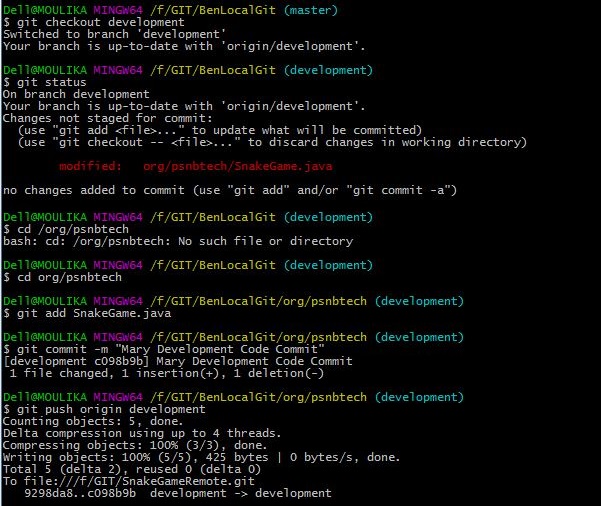 Dell@MOULIKA MINGW64 /f/GIT/BenLocalGit (master)
$ git checkout development
Switched to branch 'development'
Your branch is up-to-date with 'origin/development'.
Dell@MOULIKA MINGW64 /f/GIT/BenLocalGit (development)
$ git status
On branch development
Your branch is up-to-date with 'origin/development'.
Changes not staged for commit:
  (use "git add <file>..." to update what will be committed)
  (use "git checkout -- <file>..." to discard changes in working directory)
        modified:   org/psnbtech/SnakeGame.java
no changes added to commit (use "git add" and/or "git commit -a")
Dell@MOULIKA MINGW64 /f/GIT/BenLocalGit (development)
$ cd /org/psnbtech
bash: cd: /org/psnbtech: No such file or directory
Dell@MOULIKA MINGW64 /f/GIT/BenLocalGit (development)
$ cd org/psnbtech
Dell@MOULIKA MINGW64 /f/GIT/BenLocalGit/org/psnbtech (development)
$ git add SnakeGame.java
Dell@MOULIKA MINGW64 /f/GIT/BenLocalGit/org/psnbtech (development)
$ git commit -m "Mary Development Code Commit"
[development c098b9b] Mary Development Code Commit
 1 file changed, 1 insertion(+), 1 deletion(-)
Dell@MOULIKA MINGW64 /f/GIT/BenLocalGit/org/psnbtech (development)
$ git push origin development
Counting objects: 5, done.
Delta compression using up to 4 threads.
Compressing objects: 100% (3/3), done.
Writing objects: 100% (5/5), 425 bytes | 0 bytes/s, done.
Total 5 (delta 2), reused 0 (delta 0)
To file:///f/GIT/SnakeGameRemote.git
   9298da8..c098b9b  development -> development